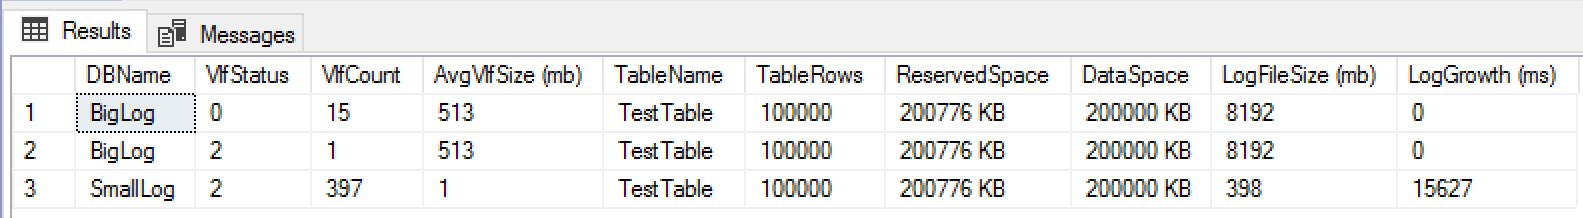 Results Messages
DBName VlfStatus VlfCount AvgVlfSize (mb) TableName TableRows ReservedSpace DataSpace LogFileSize (mb) LogGrowth (ms)
1 BigLog 0 15 513 TestTable 100000 200776 KB 200000 KB 8192 0
2 BigLog 2 1 513 TestTable 100000 200776 KB 200000 KB 8192 0
3 SmallLog 2 397 1 TestTable 100000 200776 KB 200000 KB 398 15627